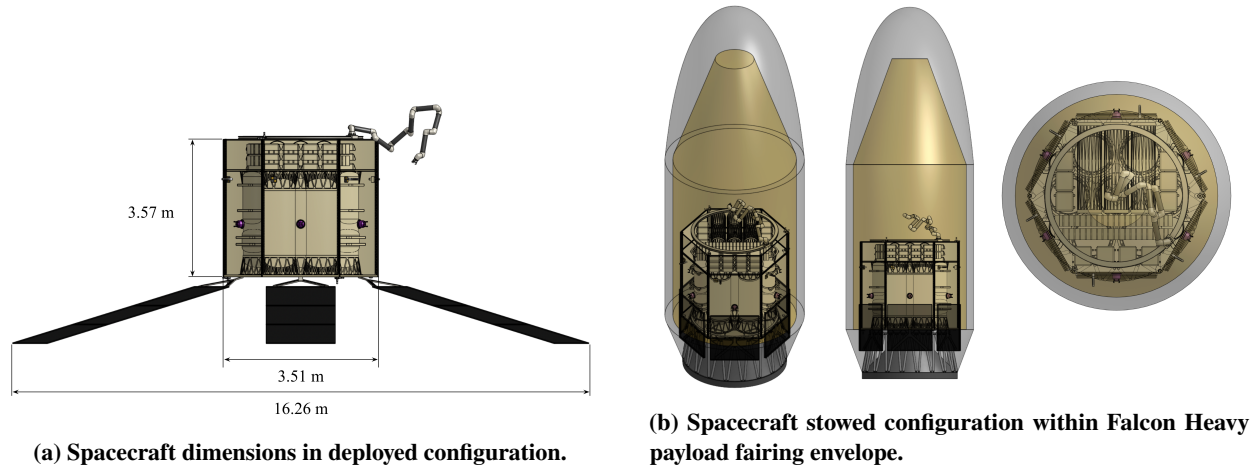 3.57 m
3.51 m
16.26 m
(a) Spacecraft dimensions in deployed configuration.
(b) Spacecraft stowed configuration within Falcon Heavy
payload fairing envelope.